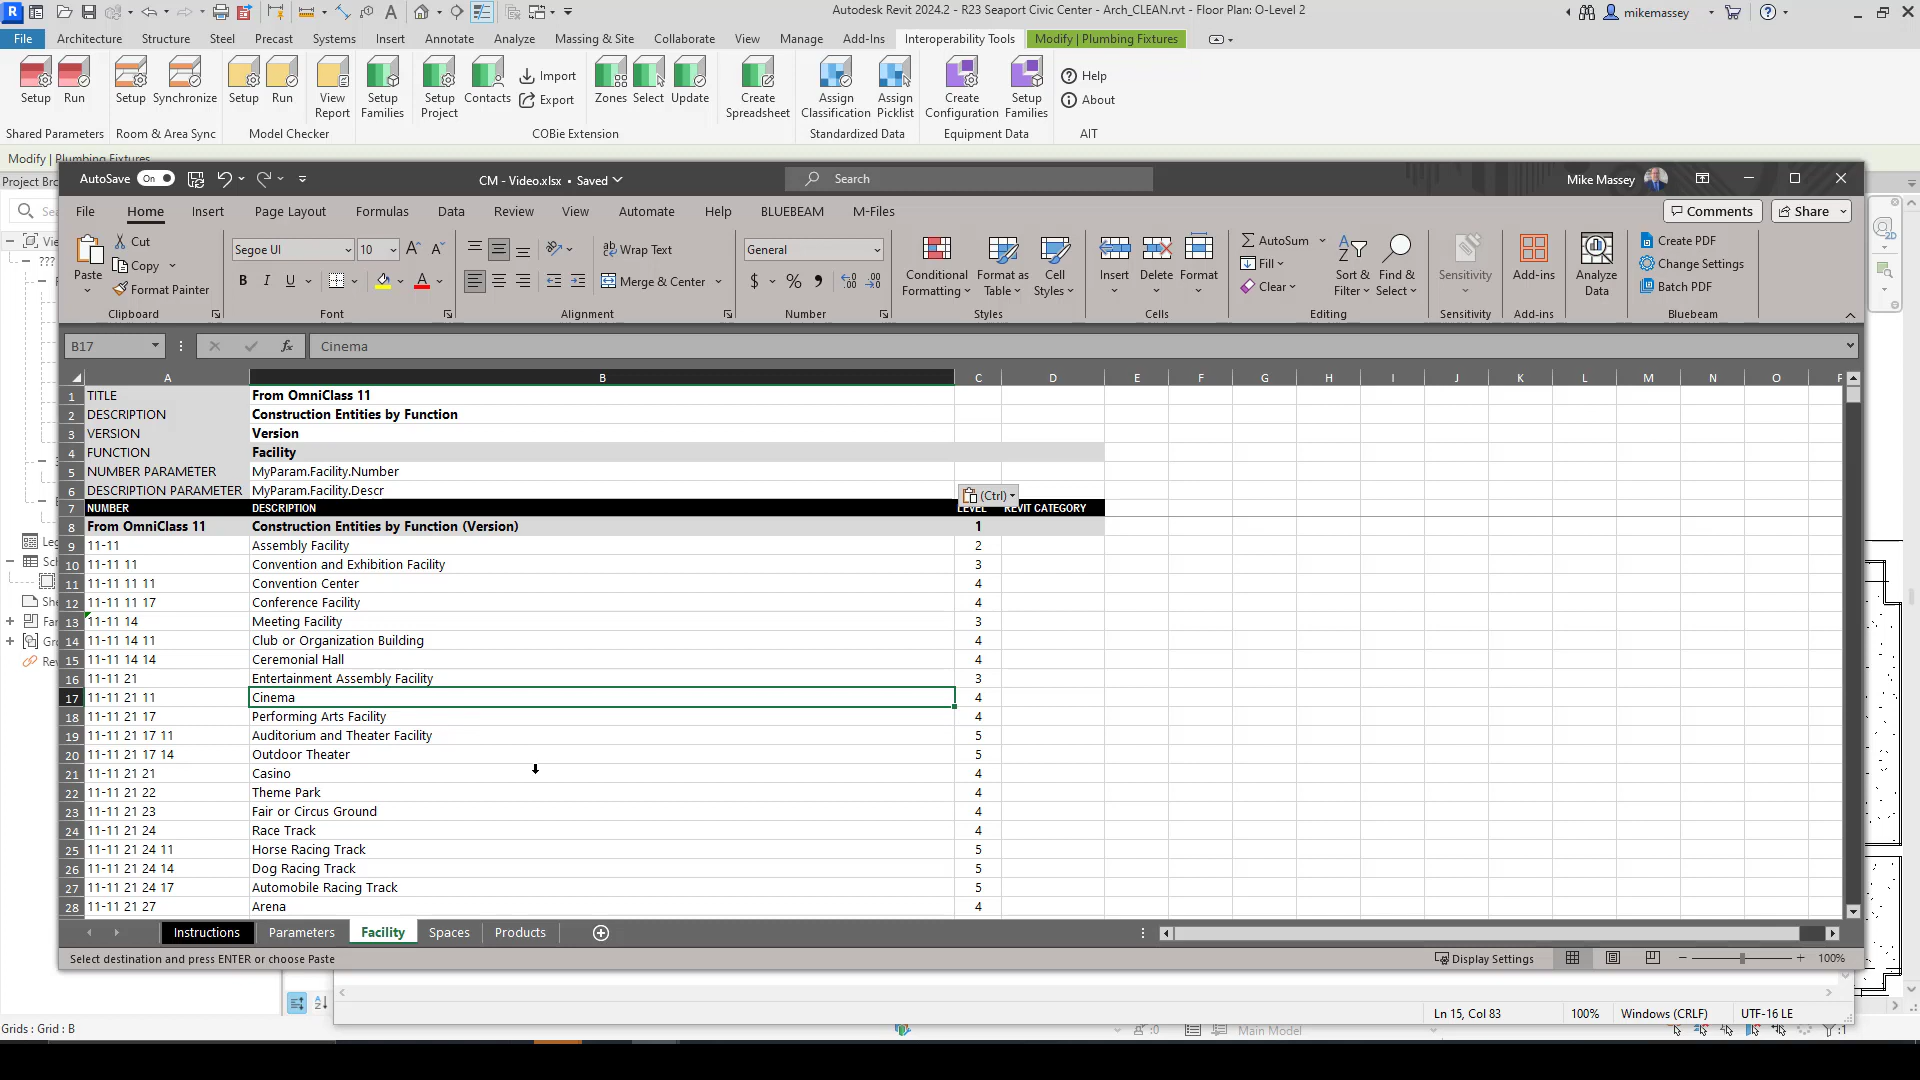 Autodesk Revit 2024.2 - R23 Seaport Civic Center - Arch_CLEAN.rvt - Floor Plan: O-Level 2
mikemassey
File Architecture Structure Steel Precast Systems Insert Annotate Analyze Massing & Site Collaborate View Manage Add-Ins Interoperability Tools Modify | Plumbing Fixtures
Import Help
Export About
Setup Run Setup Synchronize Setup Run View Report Setup Families Setup Project Contacts Zones Select Update Create Spreadsheet Assign Classification Assign Picklist Create Configuration Setup Families
Shared Parameters Room & Area Sync Model Checker COBie Extension Standardized Data Equipment Data AIT
Modify | Plumbing Fixtures
Project Bro
AutoSave On CM - Video.xlsx • Saved Search Mike Massey
File Home Insert Page Layout Formulas Data Review View Automate Help BLUEBEAM M-Files Comments Share
Paste Cut Copy Format Painter
Segoe UI 10
B I U
Wrap Text
Merge & Center
General
$ %
Conditional Formatting Format as Table Cell Styles
Insert Delete Format
AutoSum Fill Clear
Sort & Filter Find & Select
Sensitivity
Add-ins
Analyze Data
Create PDF
Change Settings
Batch PDF
Clipboard Font Alignment Number Styles Cells Editing Sensitivity Add-ins Bluebeam
B17 fx Cinema
A B C D E F G H I J K L M N O
1 TITLE From OmniClass 11
2 DESCRIPTION Construction Entities by Function
3 VERSION Version
4 FUNCTION Facility
5 NUMBER PARAMETER MyParam.Facility.Number
6 DESCRIPTION PARAMETER MyParam.Facility.Descr
(Ctrl)
7 NUMBER DESCRIPTION LEVEL REVIT CATEGORY
8 From OmniClass 11 Construction Entities by Function (Version) 1
9 11-11 Assembly Facility 2
10 11-11 11 Convention and Exhibition Facility 3
11 11-11 11 11 Convention Center 4
12 11-11 11 17 Conference Facility 4
13 11-11 14 Meeting Facility 3
14 11-11 14 11 Club or Organization Building 4
15 11-11 14 14 Ceremonial Hall 4
16 11-11 21 Entertainment Assembly Facility 3
17 11-11 21 11 Cinema 4
18 11-11 21 17 Performing Arts Facility 4
19 11-11 21 17 11 Auditorium and Theater Facility 5
20 11-11 21 17 14 Outdoor Theater 5
21 11-11 21 21 Casino 4
22 11-11 21 22 Theme Park 4
23 11-11 21 23 Fair or Circus Ground 4
24 11-11 21 24 Race Track 4
25 11-11 21 24 11 Horse Racing Track 5
26 11-11 21 24 14 Dog Racing Track 5
27 11-11 21 24 17 Automobile Racing Track 5
28 11-11 21 27 Arena 4
Instructions Parameters Facility Spaces Products
Select destination and press ENTER or choose Paste Display Settings 100%
Ln 15, Col 83 100% Windows (CRLF) UTF-16 LE
Grids : Grid : B :0 Main Model :1